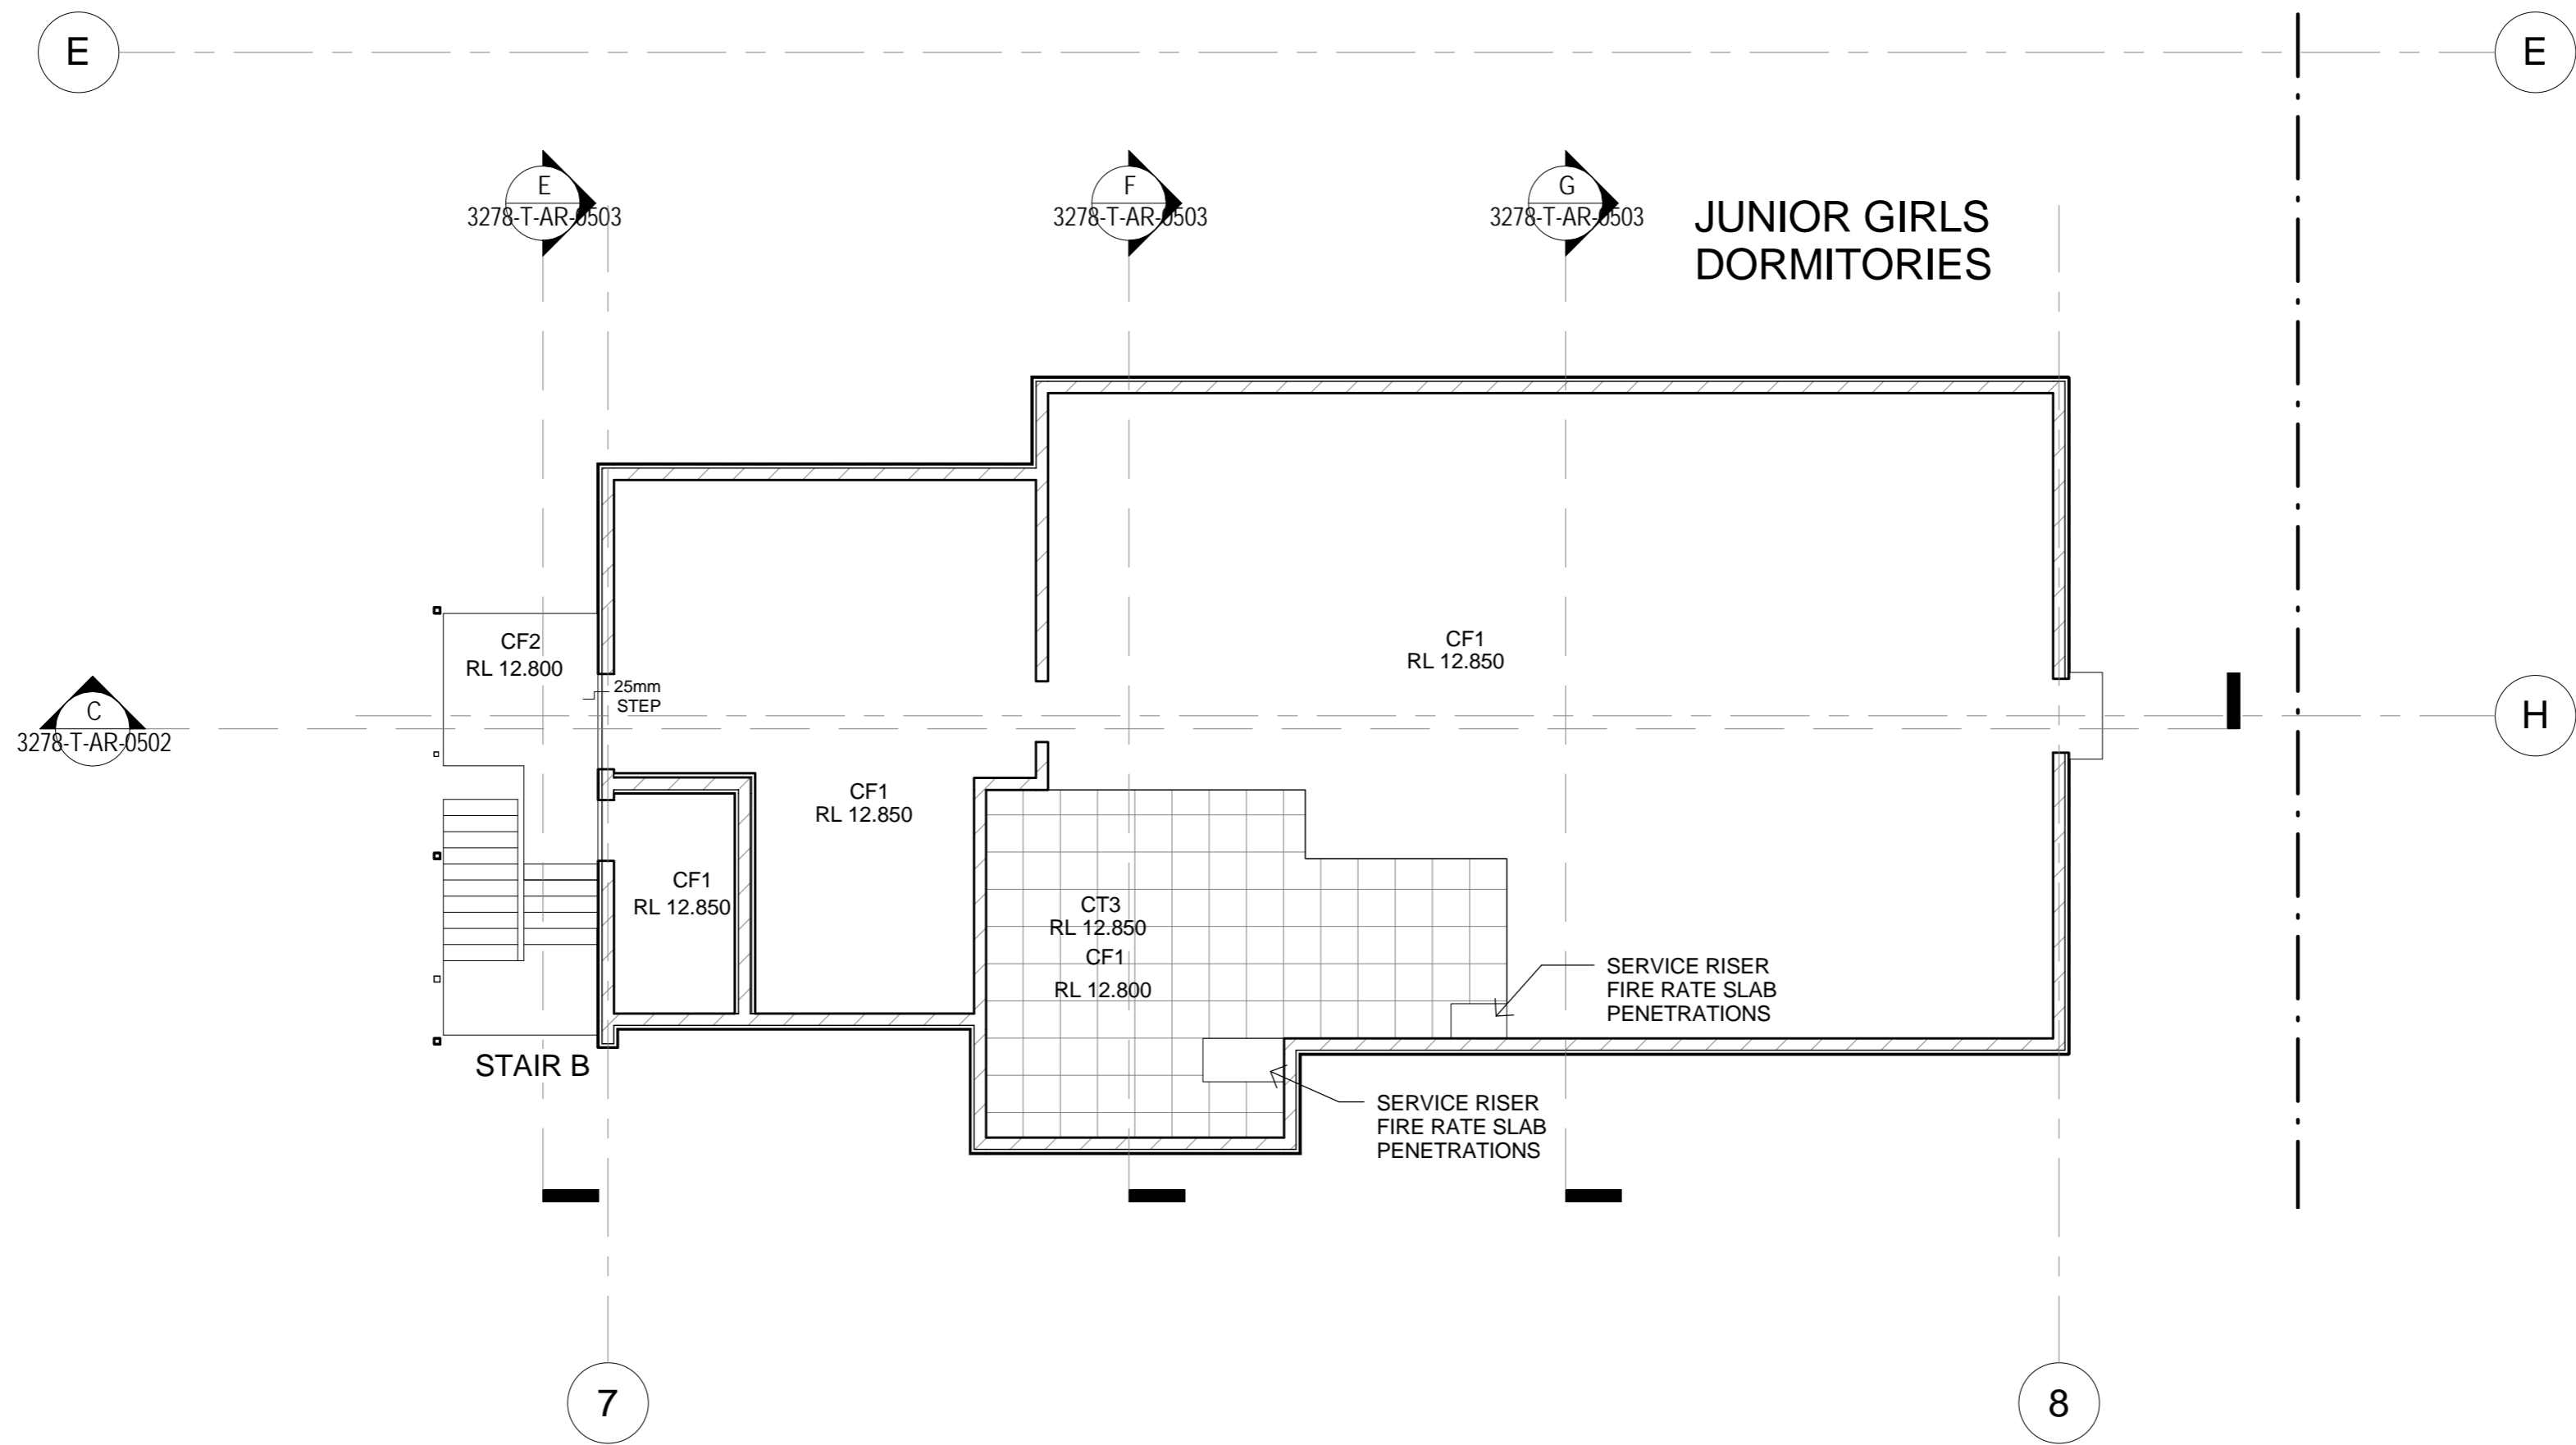 E
E
E
3278-T-AR-0503
F
3278-T-AR-0503
G
3278-T-AR-0503
JUNIOR GIRLS
DORMITORIES
CF2
RL 12.800
25mm
STEP
CF1
RL 12.850
C
3278-T-AR-0502
H
CF1
RL 12.850
CF1
RL 12.850
CT3
RL 12.850
CF1
RL 12.800
SERVICE RISER
FIRE RATE SLAB
PENETRATIONS
STAIR B
SERVICE RISER
FIRE RATE SLAB
PENETRATIONS
7
8